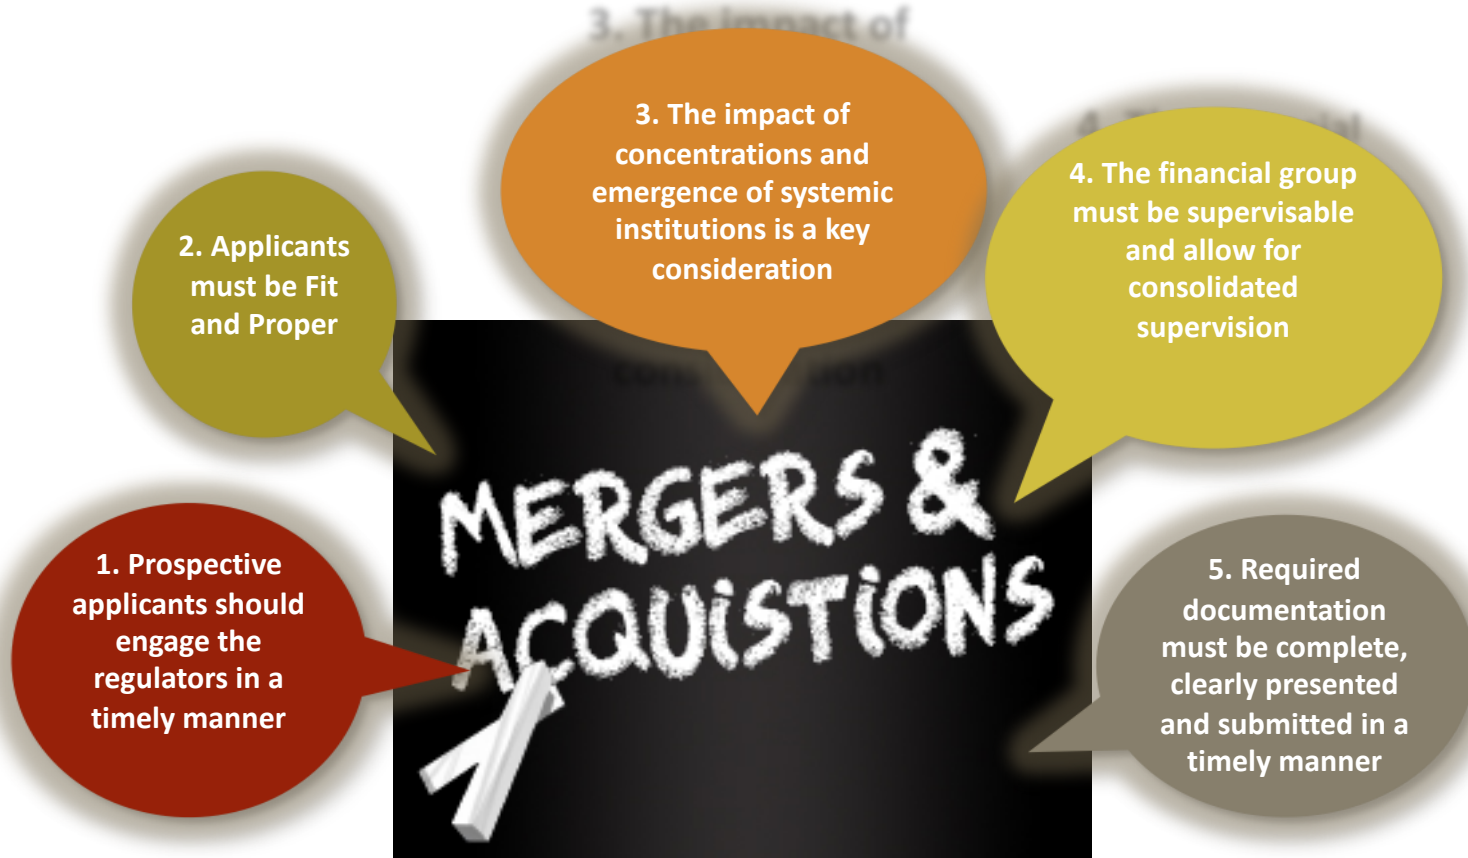 1. Prospective
applicants should
engage the
regulators in a
timely manner
2. Applicants
must be Fit
and Proper
3. The impact of
concentrations and
emergence of systemic
institutions is a key
consideration
4. The financial group
must be supervisable
and allow for
consolidated
supervision
5. Required
documentation
must be complete,
clearly presented
and submitted in a
timely manner
MERGERS &
ACQUISTIONS